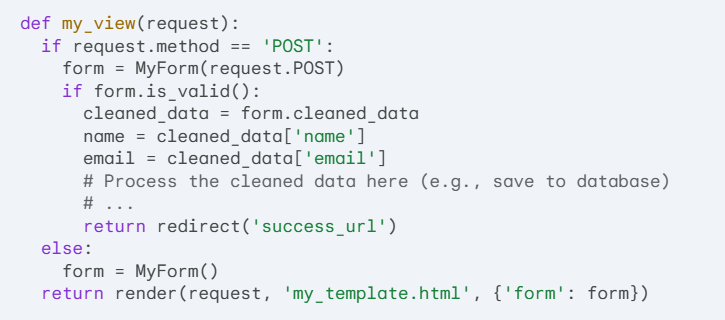 def my_view(request):
  if request.method == 'POST':
    form = MyForm(request.POST)
    if form.is_valid():
      cleaned_data = form.cleaned_data
      name = cleaned_data['name']
      email = cleaned_data['email']
      # Process the cleaned data here (e.g., save to database)
      # ...
      return redirect('success_url')
  else:
    form = MyForm()
  return render(request, 'my_template.html', {'form': form})